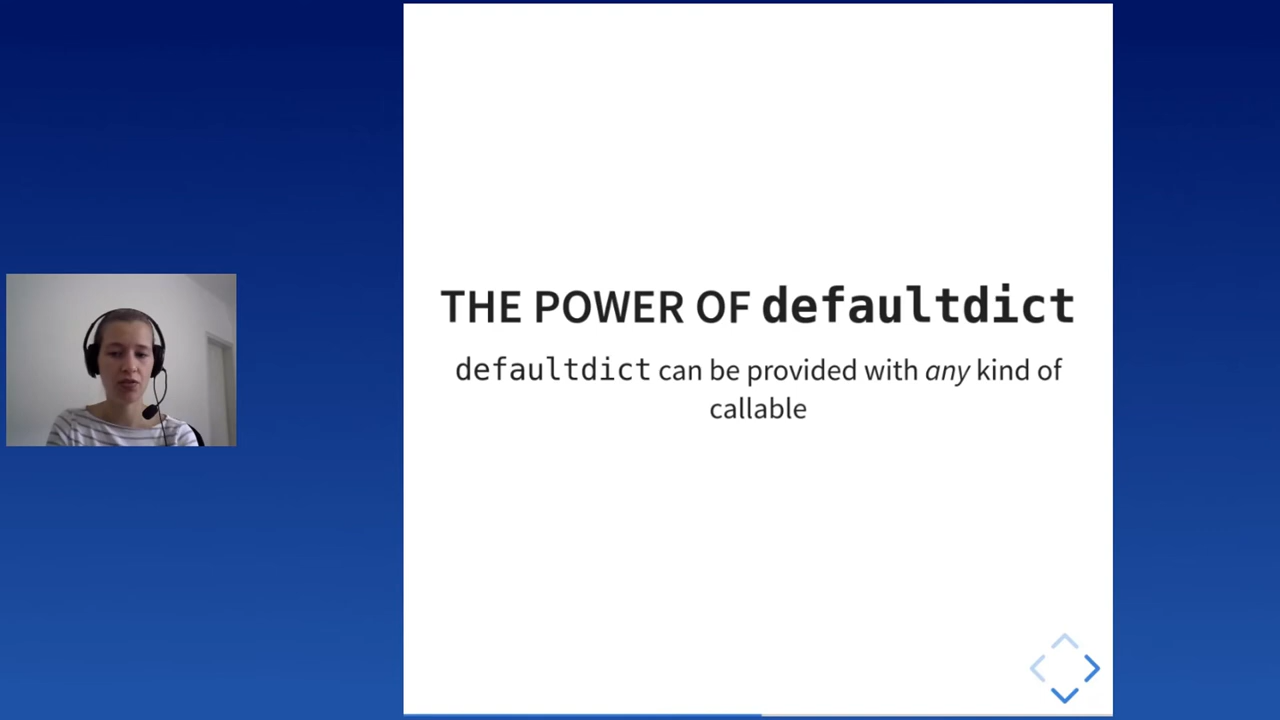 THE POWER OF defaultdict
defaultdict can be provided with any kind of
callable